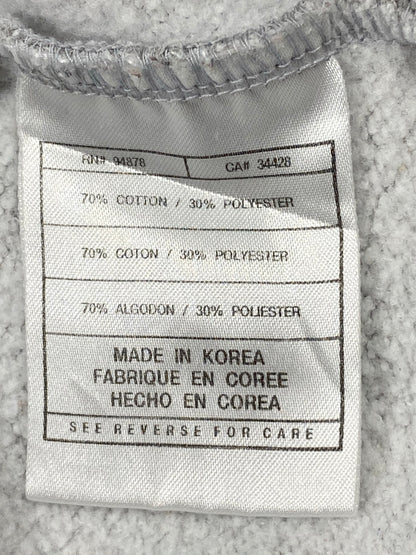 RN# 94878 CA# 34428
70% COTTON / 30% POLYESTER
70% COTON / 30% POLYESTER
70% ALGODON / 30% POLIESTER
MADE IN KOREA
FABRIQUE EN COREE
HECHO EN COREA
SEE REVERSE FOR CARE